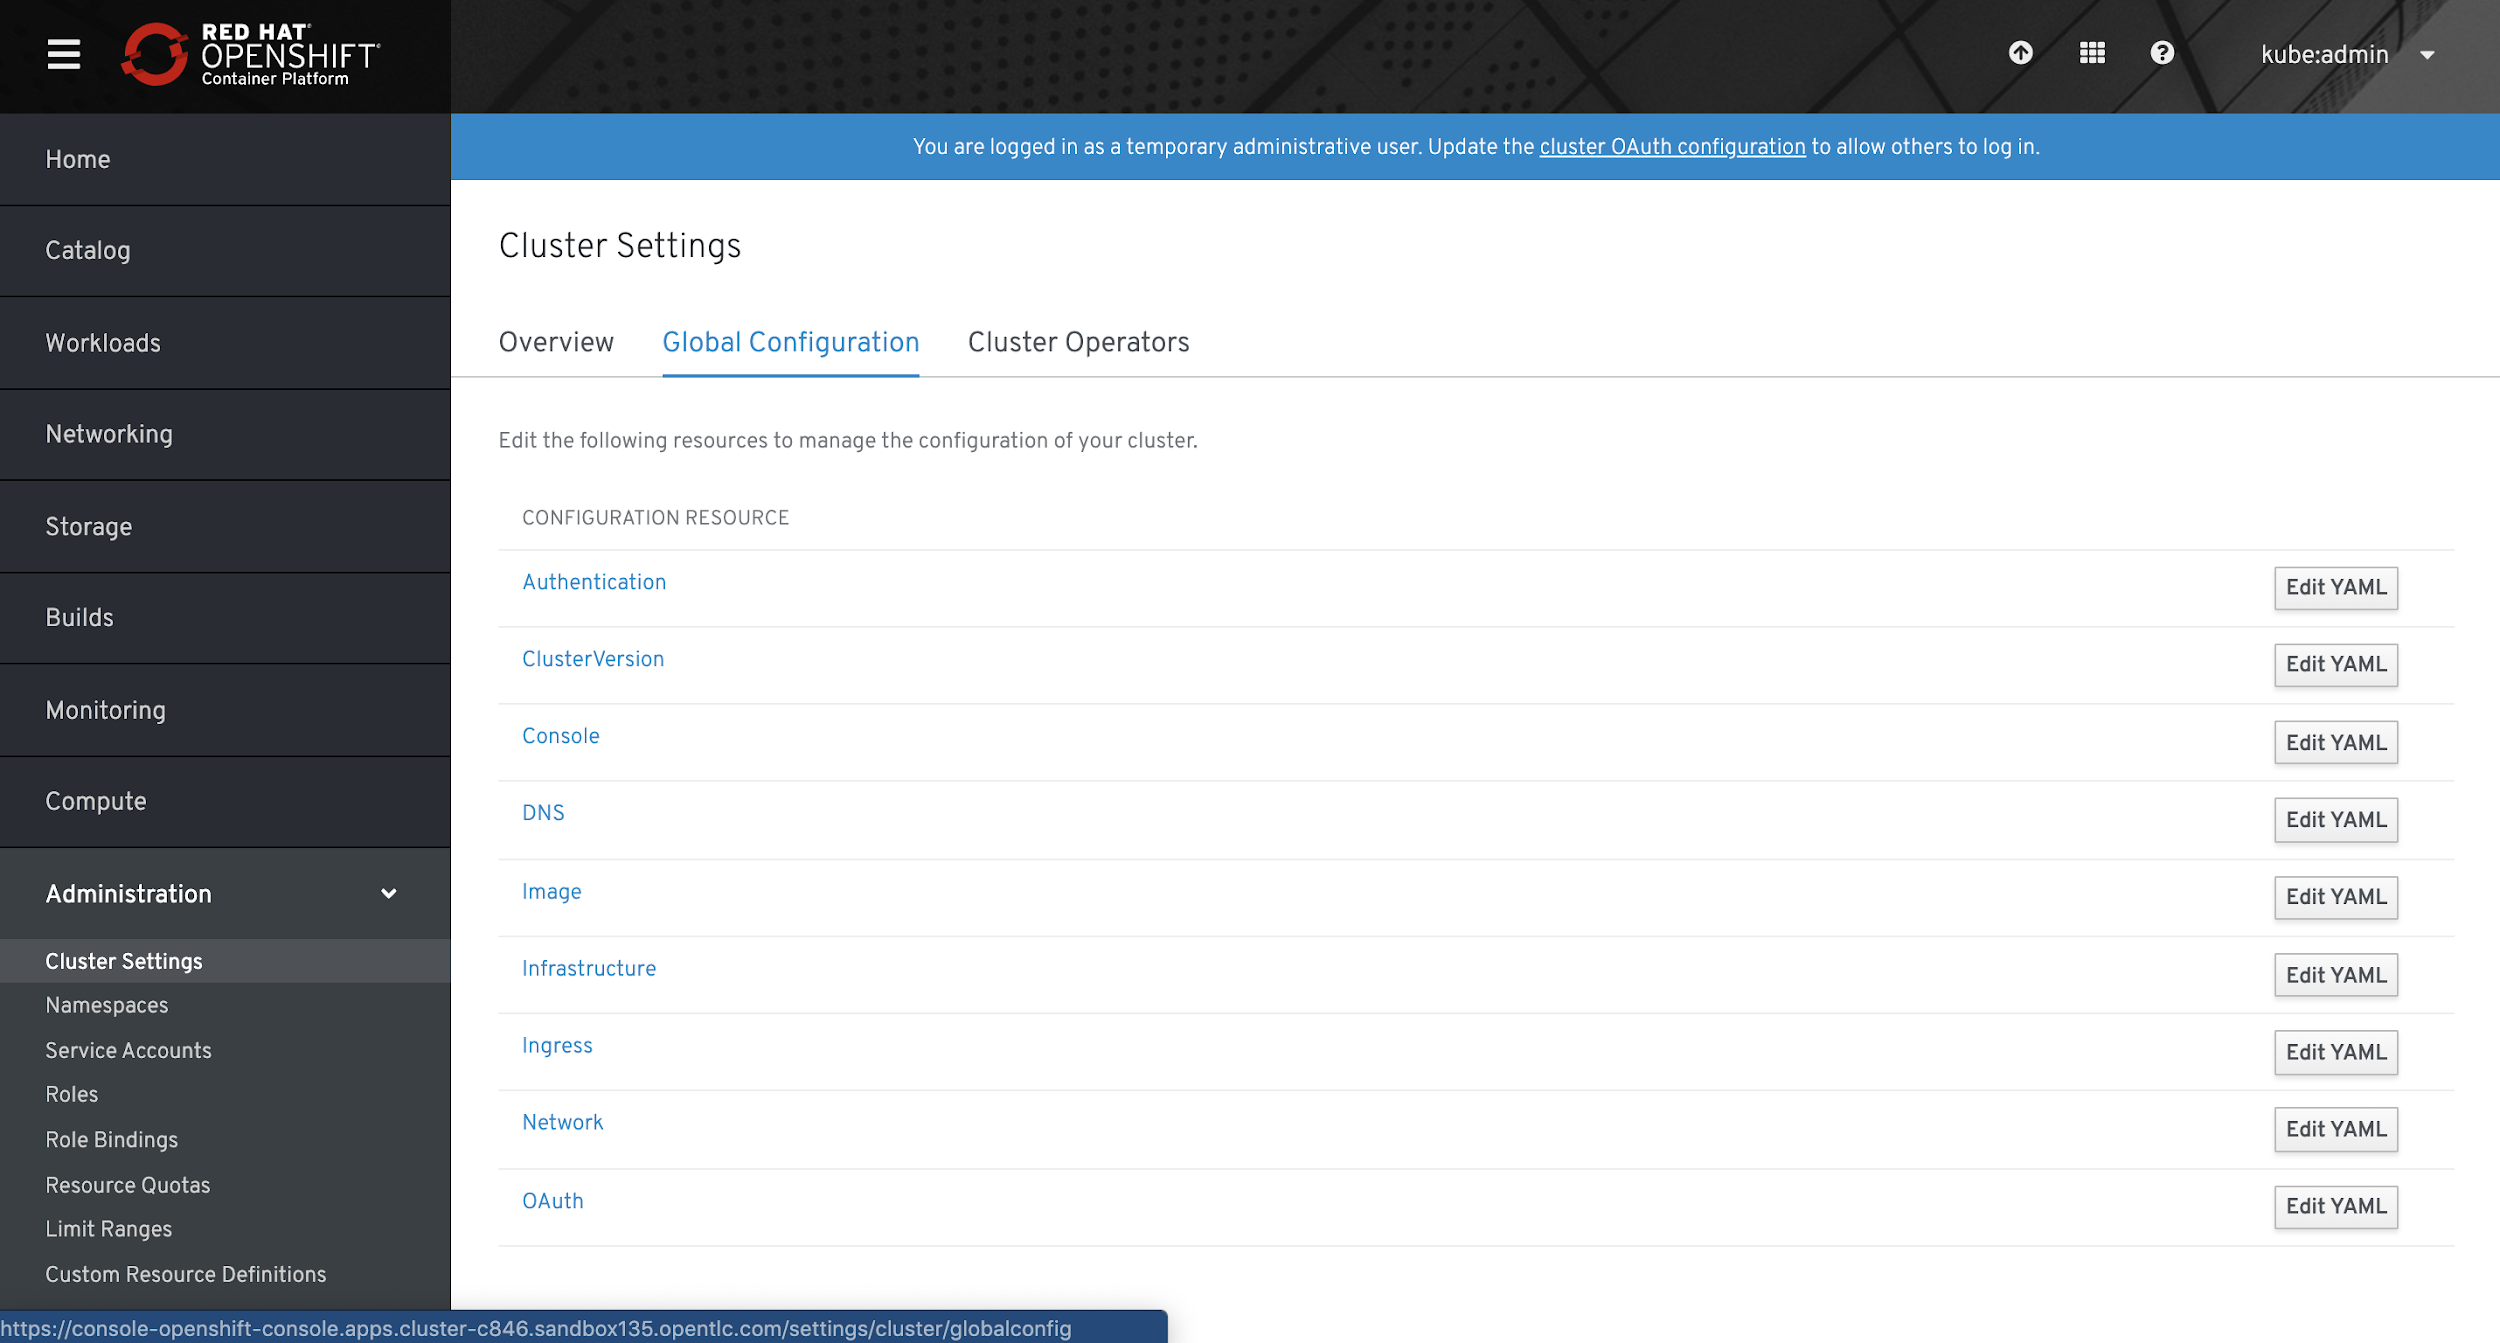 RED HAT
OPENSHIFT
Container Platform
kube:admin
Home
Catalog
Workloads
Networking
Storage
Builds
Monitoring
Compute
Administration
Cluster Settings
Namespaces
Service Accounts
Roles
Role Bindings
Resource Quotas
Limit Ranges
Custom Resource Definitions
You are logged in as a temporary administrative user. Update the cluster OAuth configuration to allow others to log in.
Cluster Settings
Overview Global Configuration Cluster Operators
Edit the following resources to manage the configuration of your cluster.
CONFIGURATION RESOURCE
Authentication Edit YAML
ClusterVersion Edit YAML
Console Edit YAML
DNS Edit YAML
Image Edit YAML
Infrastructure Edit YAML
Ingress Edit YAML
Network Edit YAML
OAuth Edit YAML
https://console-openshift-console.apps.cluster-c846.sandbox135.opentlc.com/settings/cluster/globalconfig